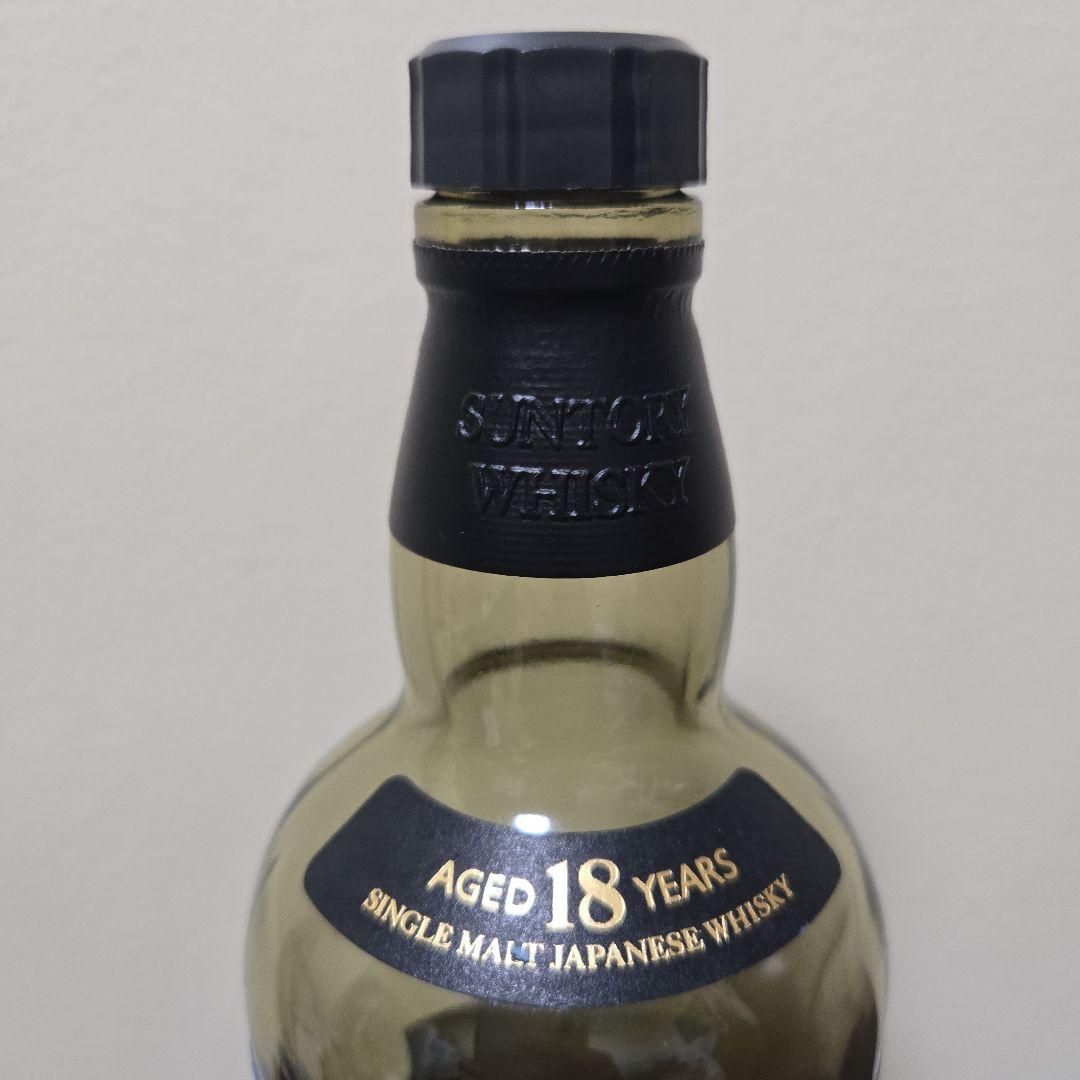 SUNTORY
WHISKY
AGED 18 YEARS
SINGLE MALT JAPANESE WHISKY